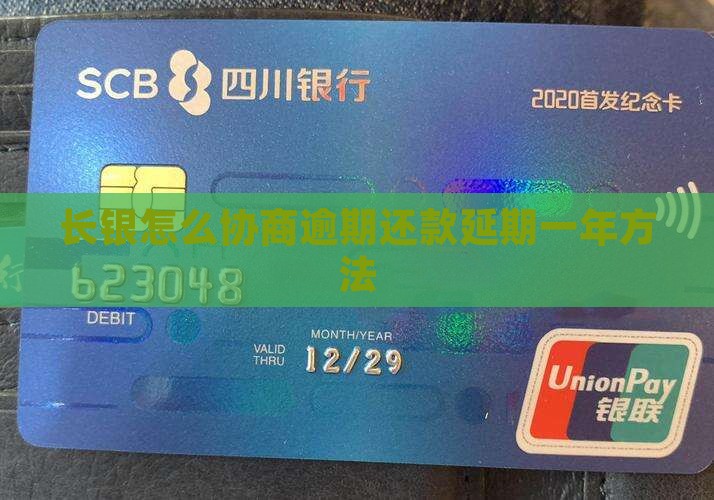 SCB 四川银行
2020首发纪念卡
长银怎么协商逾期还款延期一年方
法
行
623048
DEBIT
MONTH/YEAR
VALID
THRU
12/29
UnionPay
银联